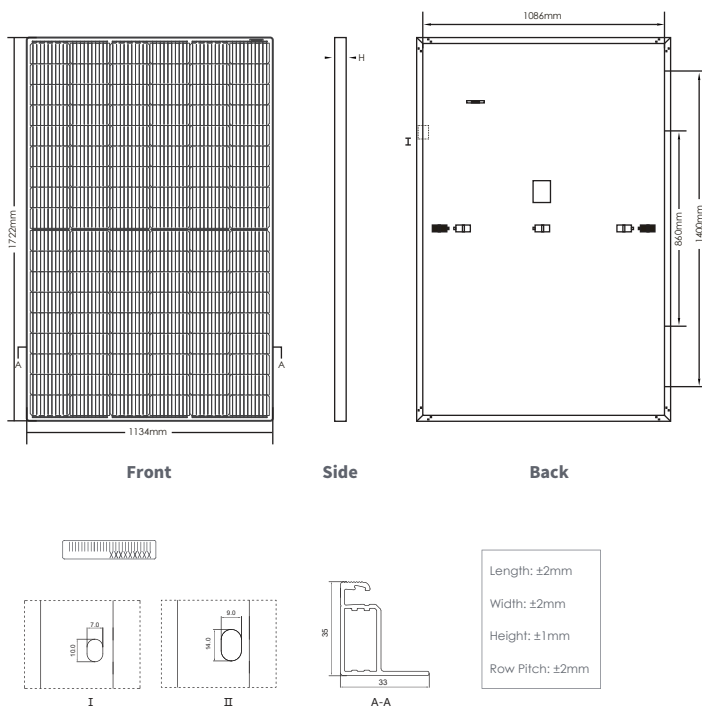 1086mm
H
I
1722mm
860mm
1400mm
A
A
1134mm
Front
Side
Back
7.0
10.0
I
9.0
14.0
II
35
33
A-A
Length: ±2mm
Width: ±2mm
Height: ±1mm
Row Pitch: ±2mm